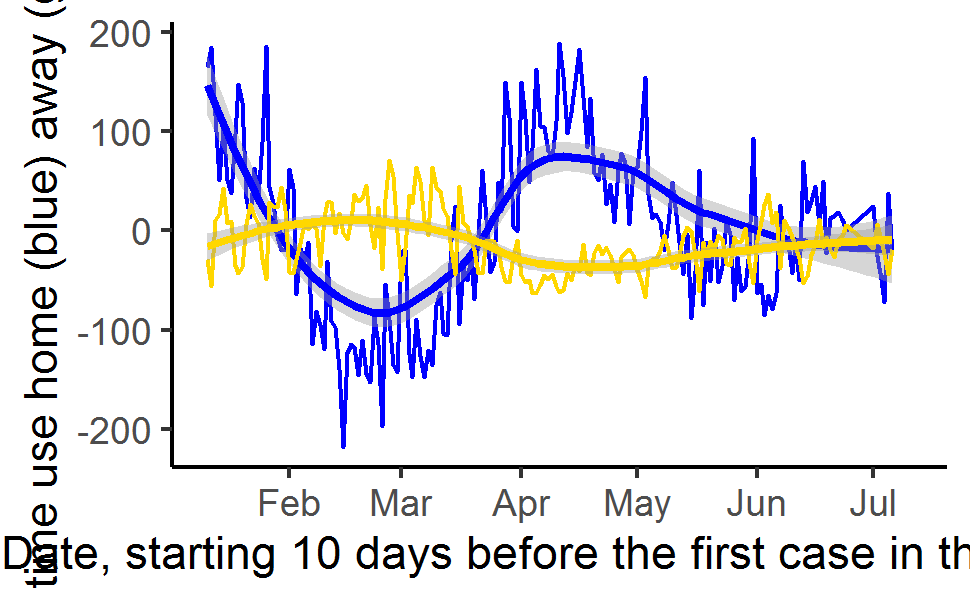 time use home (blue) away (
200
100
0
-100
-200
Feb Mar Apr May Jun Jul
Date, starting 10 days before the first case in th